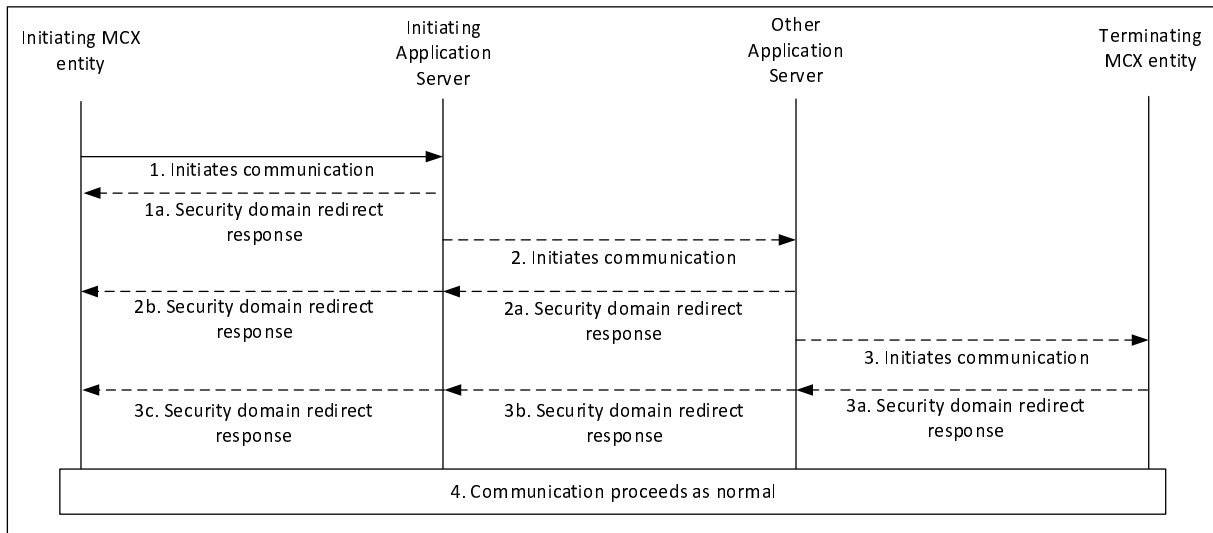 Initiating MCX
entity
Initiating
Application
Server
Other
Application
Server
Terminating
MCX entity
1. Initiates communication
1a. Security domain redirect
response
2. Initiates communication
2b. Security domain redirect
response
2a. Security domain redirect
response
3. Initiates communication
3c. Security domain redirect
response
3b. Security domain redirect
response
3a. Security domain redirect
response
4. Communication proceeds as normal